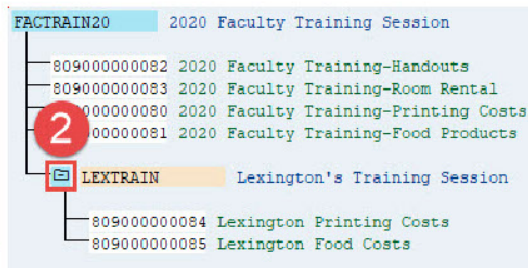 FACTRAIN20 2020 Faculty Training Session
809000000082 2020 Faculty Training-Handouts
809000000083 2020 Faculty Training-Room Rental
000000080 2020 Faculty Training-Printing Costs
2
000000081 2020 Faculty Training-Food Products
LEXTRAIN Lexington's Training Session
809000000084 Lexington Printing Costs
809000000085 Lexington Food Costs